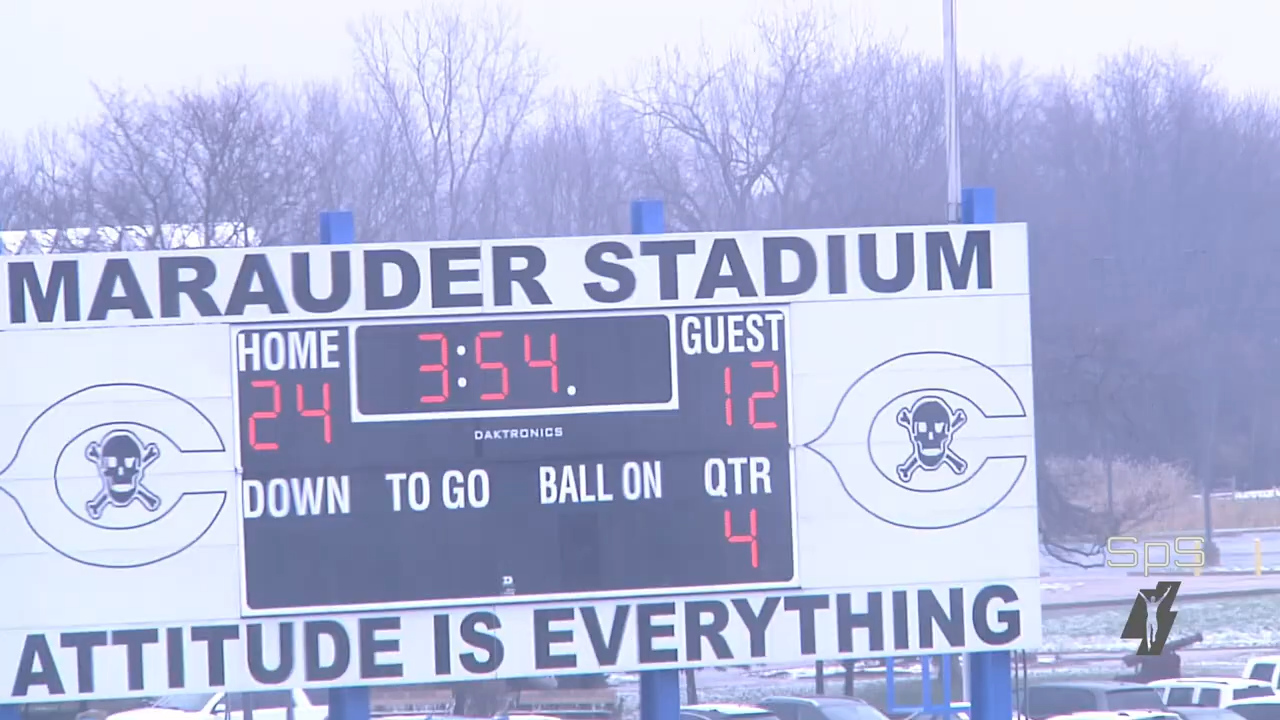 MARAUDER STADIUM
HOME 3:54. GUEST
24 12
DAKTRONICS
DOWN TO GO BALL ON QTR
4
ATTITUDE IS EVERYTHING
SpS